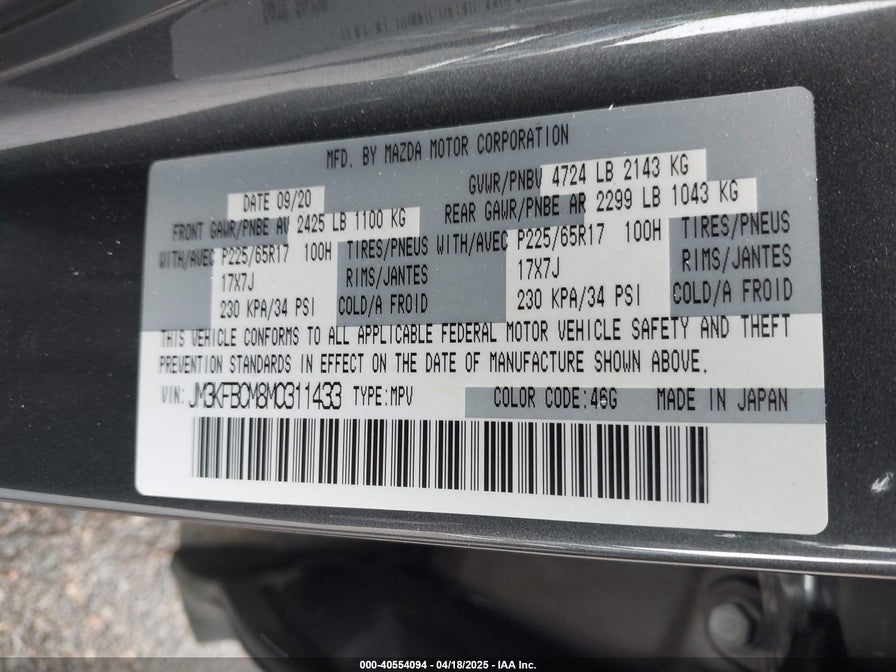 MFD. BY MAZDA MOTOR CORPORATION
DATE 09/20 GVWR/PNBV 4724 LB 2143 KG
FRONT GAWR/PNBE AV 2425 LB 1100 KG REAR GAWR/PNBE AR 2299 LB 1043 KG
WITH/AVEC P225/65R17 100H TIRES/PNEUS WITH/AVEC P225/65R17 100H TIRES/PNEUS
17X7J RIMS/JANTES 17X7J RIMS/JANTES
230 KPA/34 PSI COLD/A FROID 230 KPA/34 PSI COLD/A FROID
THIS VEHICLE CONFORMS TO ALL APPLICABLE FEDERAL MOTOR VEHICLE SAFETY AND THEFT
PREVENTION STANDARDS IN EFFECT ON THE DATE OF MANUFACTURE SHOWN ABOVE.
VIN: JM3KFBCM8M0311433 TYPE:MPV COLOR CODE:46G MADE IN JAPAN
000-40554094 - 04/18/2025 - IAA Inc.